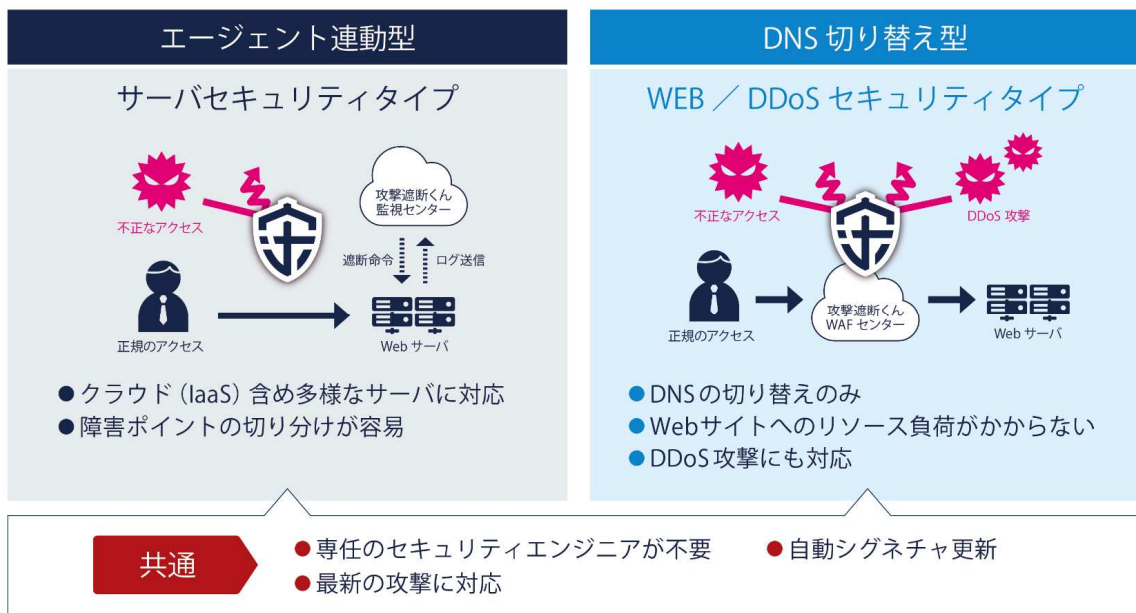 エージェント連動型
サーバセキュリティタイプ
不正なアクセス
攻撃遮断くん
監視センター
遮断命令
ログ送信
正規のアクセス
Web サーバ
●クラウド（IaaS）含め多様なサーバに対応
●障害ポイントの切り分けが容易
DNS 切り替え型
WEB ／ DDoS セキュリティタイプ
不正なアクセス
DDoS 攻撃
正規のアクセス
攻撃遮断くん
WAF センター
Web サーバ
●DNSの切り替えのみ
●Webサイトへのリソース負荷がかからない
●DDoS攻撃にも対応
共通
●専任のセキュリティエンジニアが不要
●最新の攻撃に対応
●自動シグネチャ更新